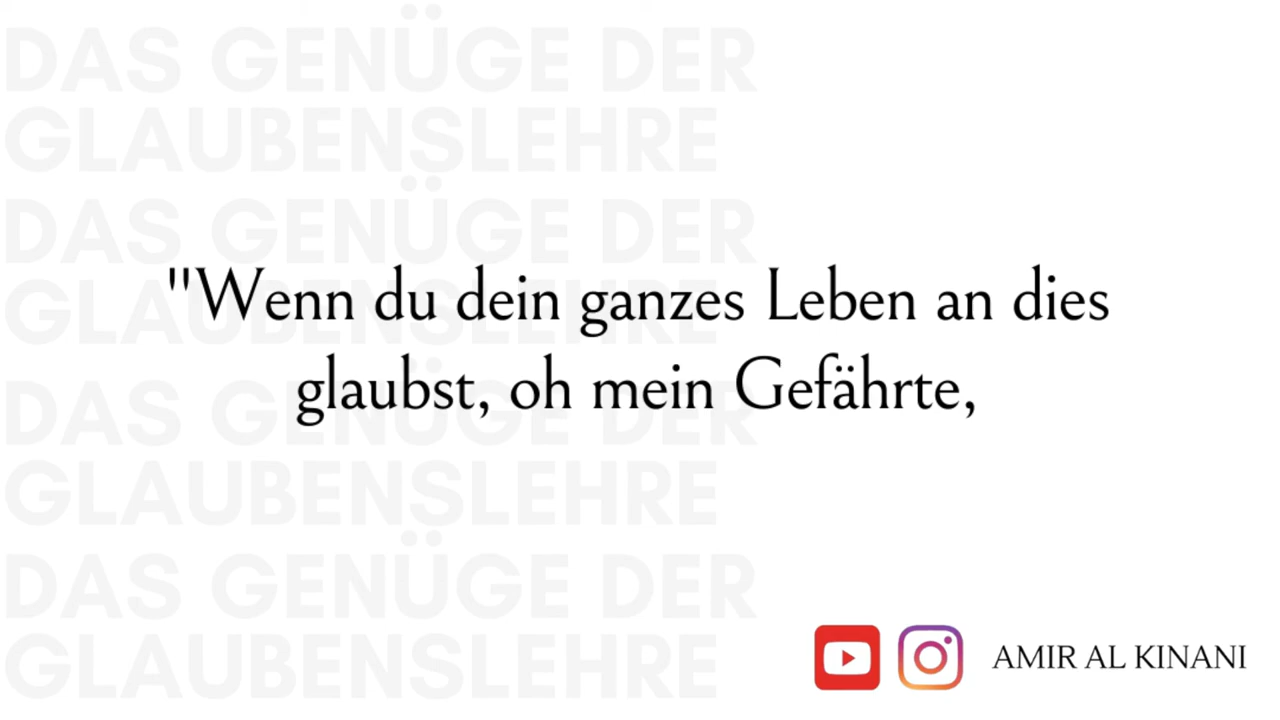 DAS GENÜGE DER
GLAUBENSLEHRE
DAS GENÜGE DER
GLAUBENSLEHRE
DAS GENÜGE DER
GLAUBENSLEHRE
DAS GENÜGE DER
GLAUBENSLEHRE
"Wenn du dein ganzes Leben an dies
glaubst, oh mein Gefährte,
AMIR AL KINANI